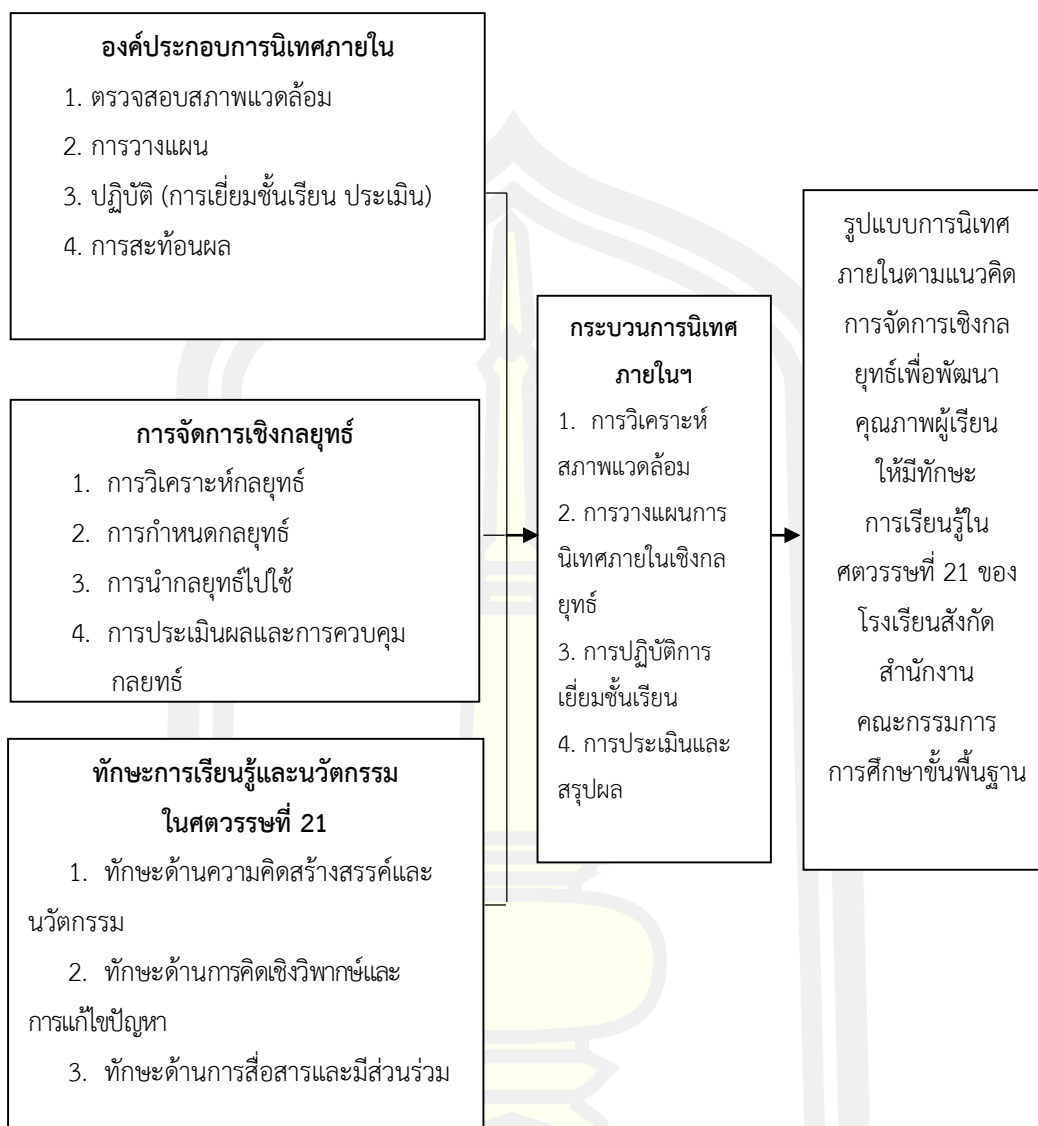 องค์ประกอบการนิเทศภายใน
1. ตรวจสอบสภาพแวดล้อม
2. การวางแผน
3. ปฏิบัติ (การเยี่ยมชั้นเรียน ประเมิน)
4. การสะท้อนผล
การจัดการเชิงกลยุทธ์
1. การวิเคราะห์กลยุทธ์
2. การกำหนดกลยุทธ์
3. การนำกลยุทธ์ไปใช้
4. การประเมินผลและการควบคุม
กลยทธ์
ทักษะการเรียนรู้และนวัตกรรม
ในศตวรรษที่ 21
1. ทักษะด้านความคิดสร้างสรรค์และ
นวัตกรรม
2. ทักษะด้านการคิดเชิงวิพากษ์และ
การแก้ไขปัญหา
3. ทักษะด้านการสื่อสารและมีส่วนร่วม
กระบวนการนิเทศ
ภายในฯ
1. การวิเคราะห์
สภาพแวดล้อม
2. การวางแผนการ
นิเทศภายในเชิงกล
ยุทธ์
3. การปฏิบัติการ
เยี่ยมชั้นเรียน
4. การประเมินและ
สรุปผล
รูปแบบการนิเทศ
ภายในตามแนวคิด
การจัดการเชิงกล
ยุทธ์เพื่อพัฒนา
คุณภาพผู้เรียน
ให้มีทักษะ
การเรียนรู้ใน
ศตวรรษที่ 21 ของ
โรงเรียนสังกัด
สำนักงาน
คณะกรรมการ
การศึกษาขั้นพื้นฐาน